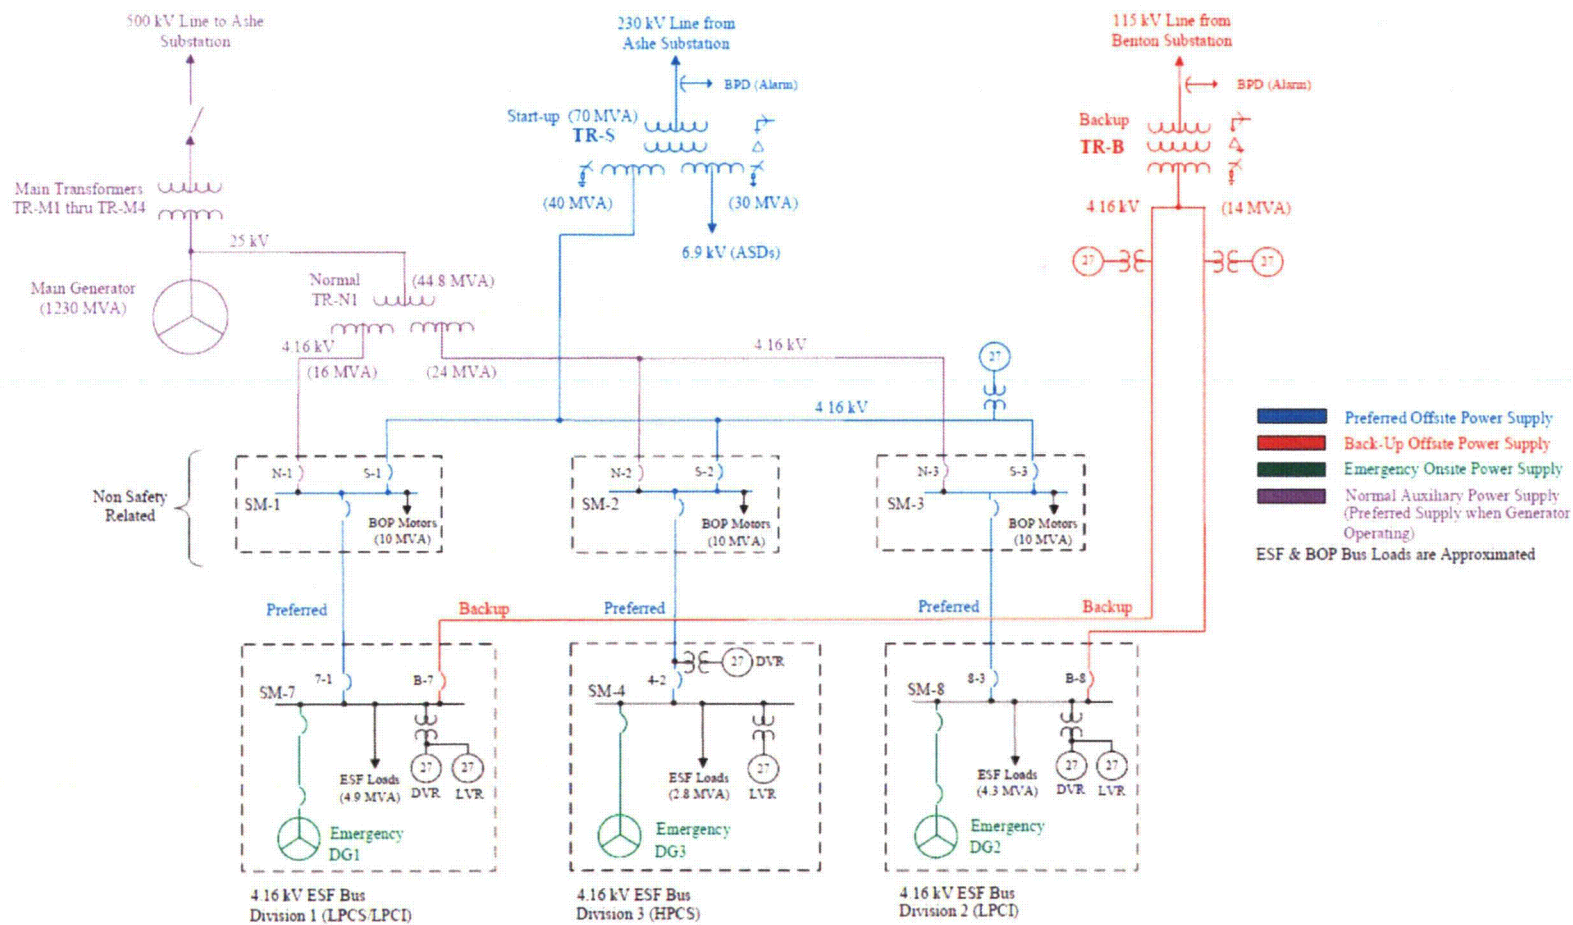 500 kV Line to Ashe
Substation
230 kV Line from
Ashe Substation
115 kV Line from
Benton Substation
BPD (Alarm)
BPD (Alarm)
Start-up (70 MVA)
TR-S
Backup
TR-B
Main Transformers
TR-M1 thru TR-M4
(40 MVA)
(30 MVA)
4.16 kV
(14 MVA)
25 kV
6.9 kV (ASDs)
27
27
Main Generator
(1230 MVA)
Normal
TR-N1
(44.8 MVA)
4.16 kV
(16 MVA)
(24 MVA)
4.16 kV
27
4.16 kV
Preferred Offsite Power Supply
Back-Up Offsite Power Supply
Emergency Onsite Power Supply
Normal Auxiliary Power Supply
(Preferred Supply when Generator
Operating)
ESF & BOP Bus Loads are Approximated
Non Safety
Related
N-1
S-1
SM-1
BOP Motors
(10 MVA)
N-2
S-2
SM-2
BOP Motors
(10 MVA)
N-3
S-3
SM-3
BOP Motors
(10 MVA)
Preferred
Backup
Preferred
Preferred
Backup
7-1
B-7
SM-7
ESF Loads
(4.9 MVA)
27
27
DVR
LVR
Emergency
DG1
27
DVR
4-2
SM-4
ESF Loads
(2.8 MVA)
27
LVR
Emergency
DG3
8-3
B-8
SM-8
ESF Loads
(4.3 MVA)
27
27
DVR
LVR
Emergency
DG2
4.16 kV ESF Bus
Division 1 (LPCS/LPCI)
4.16 kV ESF Bus
Division 3 (HPCS)
4.16 kV ESF Bus
Division 2 (LPCI)